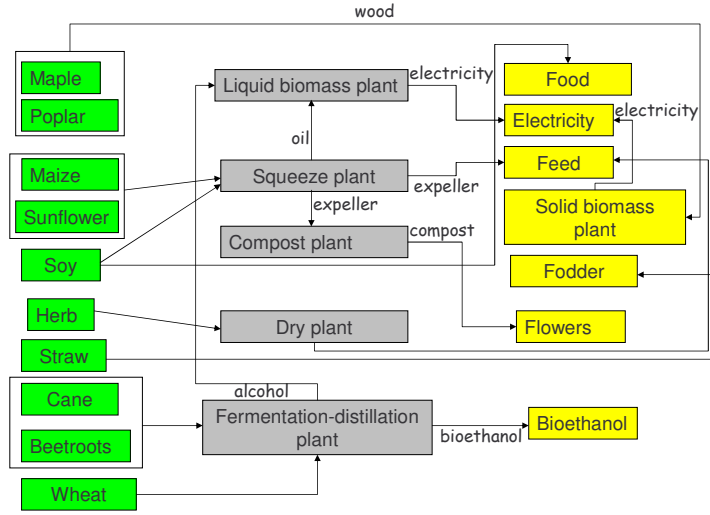 wood
Maple
Poplar
Liquid biomass plant
electricity
Food
Electricity
electricity
oil
Maize
Sunflower
Squeeze plant
expeller
Feed
expeller
Solid biomass
plant
Compost plant
compost
Soy
Fodder
Herb
Dry plant
Flowers
Straw
Cane
Beetroots
alcohol
Fermentation-distillation
plant
bioethanol
Bioethanol
Wheat